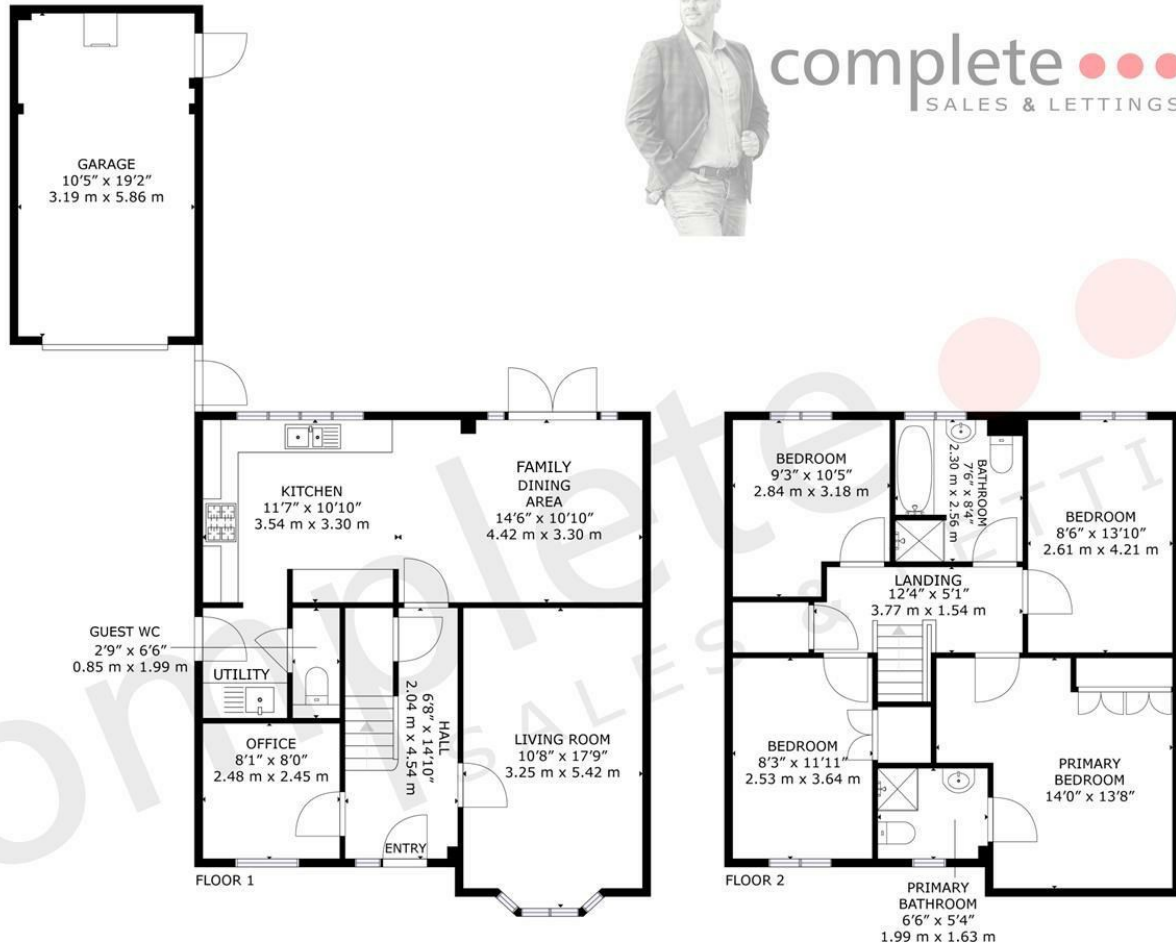 complete
SALES & LETTINGS
GARAGE
10'5" x 19'2"
3.19 m x 5.86 m
KITCHEN
11'7" x 10'10"
3.54 m x 3.30 m
FAMILY
DINING
AREA
14'6" x 10'10"
4.42 m x 3.30 m
GUEST WC
2'9" x 6'6"
0.85 m x 1.99 m
UTILITY
OFFICE
8'1" x 8'0"
2.48 m x 2.45 m
HALL
6'8" x 14'10"
2.04 m x 4.54 m
LIVING ROOM
10'8" x 17'9"
3.25 m x 5.42 m
ENTRY
FLOOR 1
BEDROOM
9'3" x 10'5"
2.84 m x 3.18 m
BATHROOM
7'6" x 8'4"
2.30 m x 2.56 m
BEDROOM
8'6" x 13'10"
2.61 m x 4.21 m
LANDING
12'4" x 5'1"
3.77 m x 1.54 m
BEDROOM
8'3" x 11'11"
2.53 m x 3.64 m
PRIMARY
BEDROOM
14'0" x 13'8"
FLOOR 2
PRIMARY
BATHROOM
6'6" x 5'4"
1.99 m x 1.63 m
omplete
SALES & LETTI